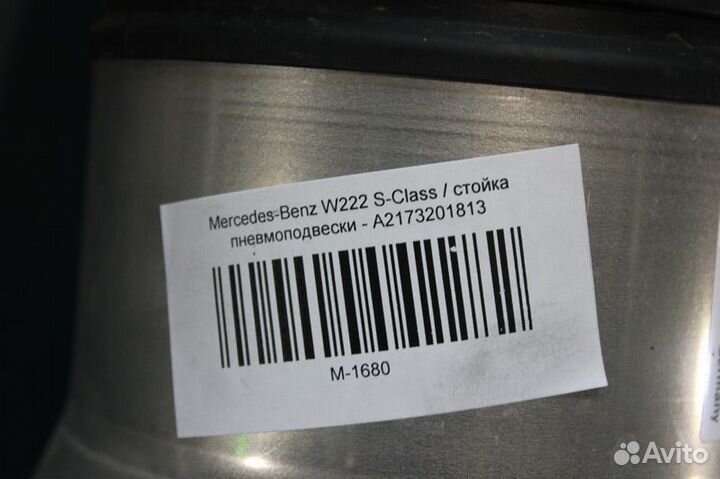 Mercedes-Benz W222 S-Class / стойка
пневмоподвески - A2173201813
M-1680
Avito